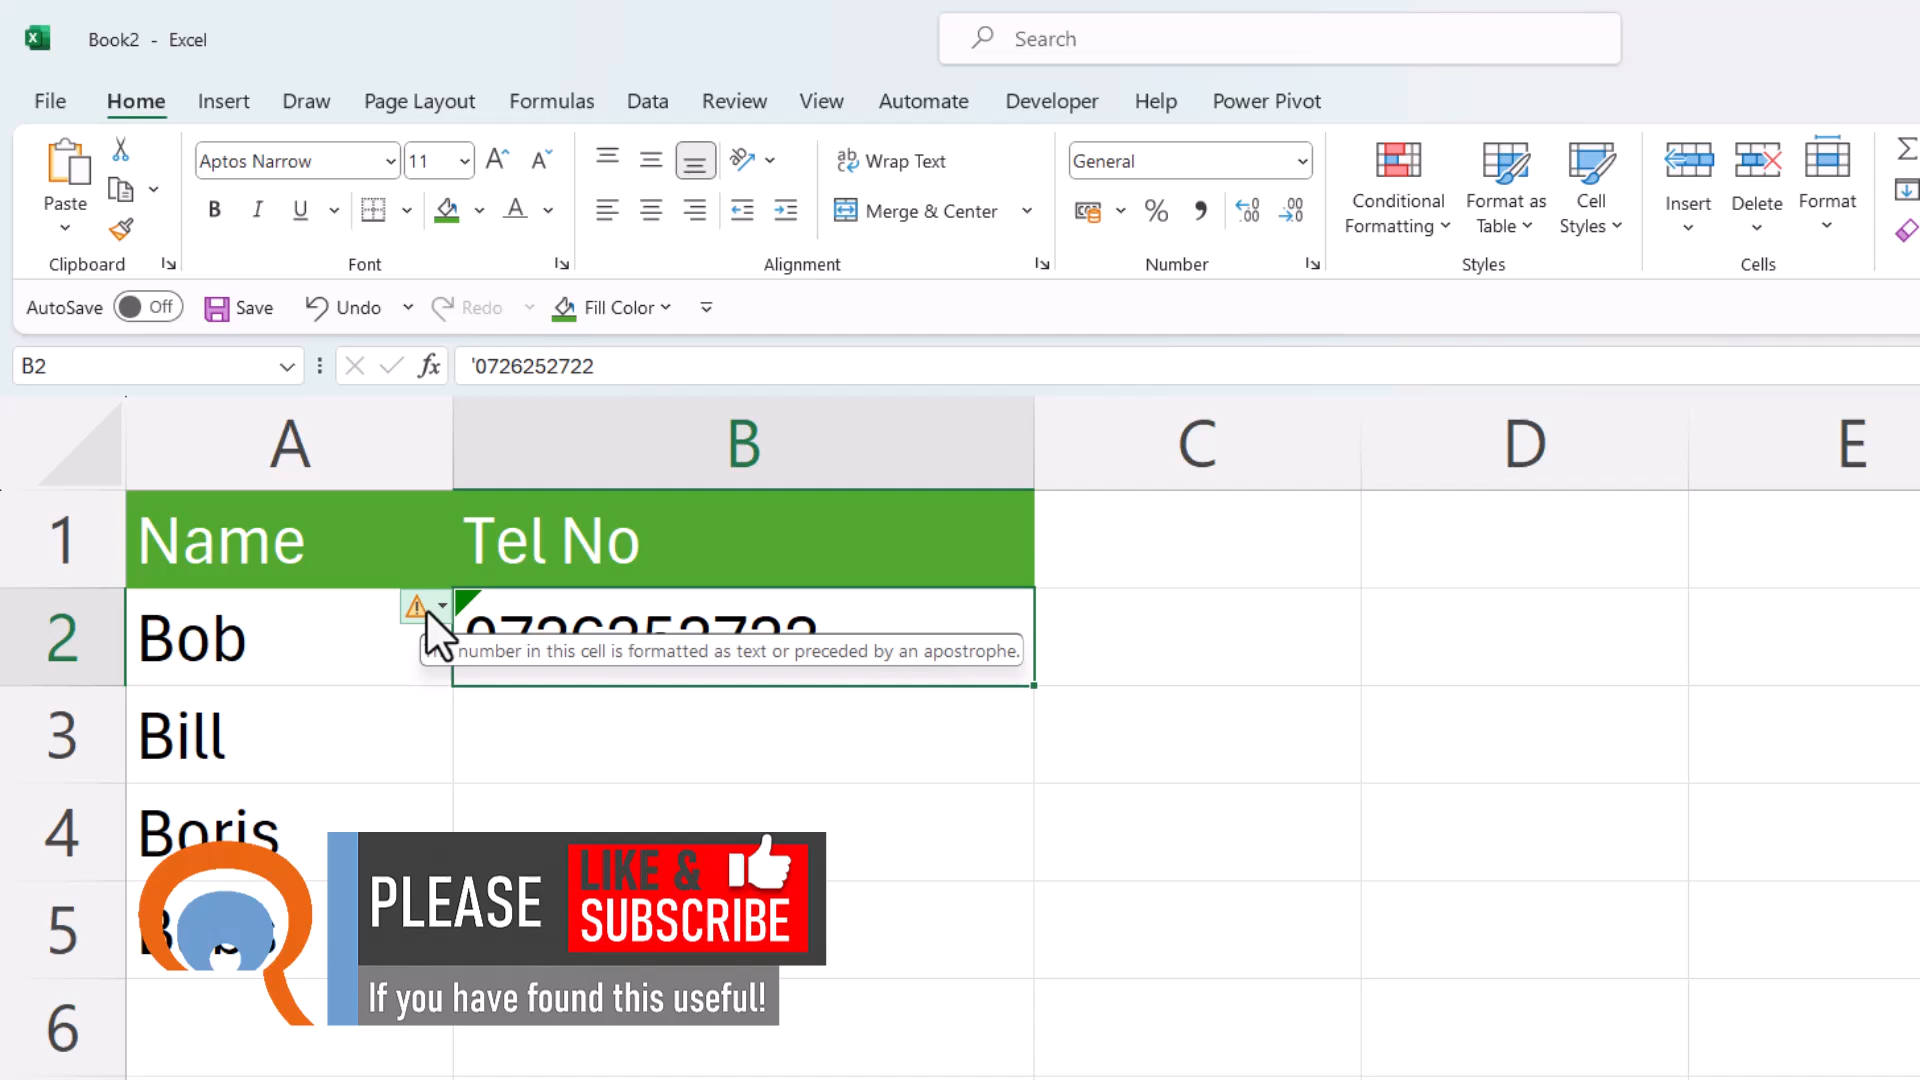 Book2 - Excel
Search
File Home Insert Draw Page Layout Formulas Data Review View Automate Developer Help Power Pivot
Paste
Aptos Narrow 11
B I U
A
ab Wrap Text
Merge & Center
General
% 9
Conditional Formatting
Format as Table
Cell Styles
Insert
Delete
Format
Clipboard Font Alignment Number Styles Cells
AutoSave Off Save Undo Redo Fill Color
B2 fx '0726252722
A B C D E
1 Name Tel No
2 Bob 0726252722
number in this cell is formatted as text or preceded by an apostrophe.
3 Bill
4 Boris
5
6
PLEASE
LIKE &
SUBSCRIBE
If you have found this useful!